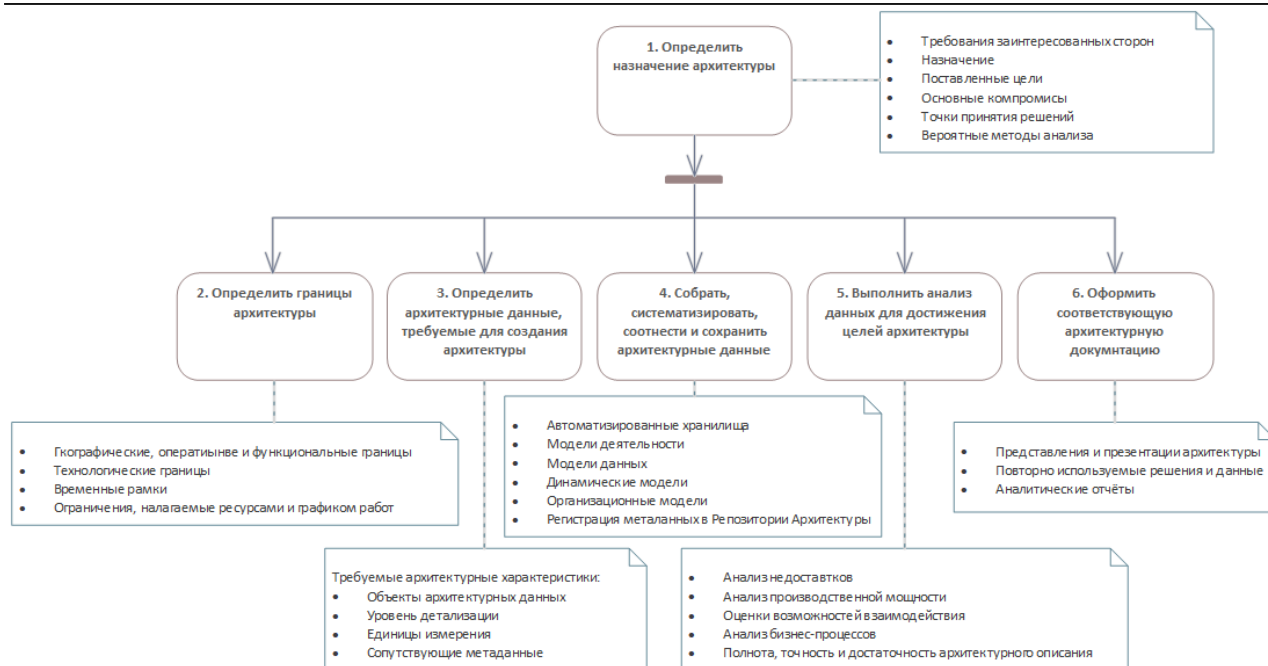 1. Определить
назначение архитектуры
• Требования заинтересованных сторон
• Назначение
• Поставленные цели
• Основные компромисы
• Точки принятия решений
• Вероятные методы анализа
2. Определить границы
архитектуры
3. Определить
архитектурные данные,
требуемые для создания
архитектуры
4. Собрать,
систематизировать,
соотнести и сохранить
архитектурные данные
5. Выполнить анализ
данных для достижения
целей архитектуры
6. Оформить
соответствующую
архитектурную
докумнтацию
• Гкографические, оператиынве и функциональные границы
• Технологические границы
• Временные рамки
• Ограничения, налагаемые ресурсами и графиком работ
• Автоматизированные хранилища
• Модели деятельности
• Модели данных
• Динамические модели
• Организационные модели
• Регистрация металанных в Репозитории Архитектуры
• Представления и презентации архитектуры
• Повторно используемые решения и данные
• Аналитические отчёты
Требуемые архитектурные характеристики:
• Объекты архитектурных данных
• Уровень детализации
• Единицы измерения
• Сопутствующие метаданные
• Анализ недоставтков
• Анализ производственной мощности
• Оценки возможностей взаимодействия
• Анализ бизнес-процессов
• Полнота, точность и достаточность архитектурного описания